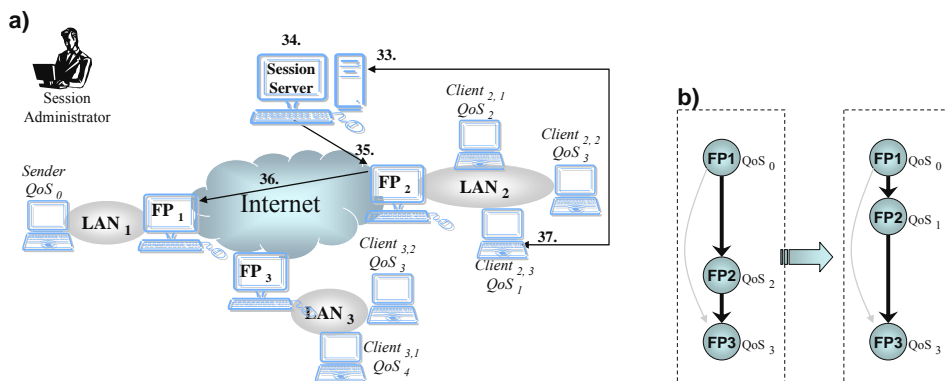 a)
34.
33.
Session
Server
Session
Administrator
Client 2, 1
QoS 2
Client 2, 2
QoS 3
35.
36.
Sender
QoS 0
LAN 1
FP 1
Internet
FP 2
LAN 2
37.
Client 2, 3
QoS 1
FP 3
Client 3,2
QoS 3
LAN 3
Client 3,1
QoS 4
b)
FP1 QoS 0
FP2 QoS 2
FP3 QoS 3
FP1 QoS 0
FP2 QoS 1
FP3 QoS 3